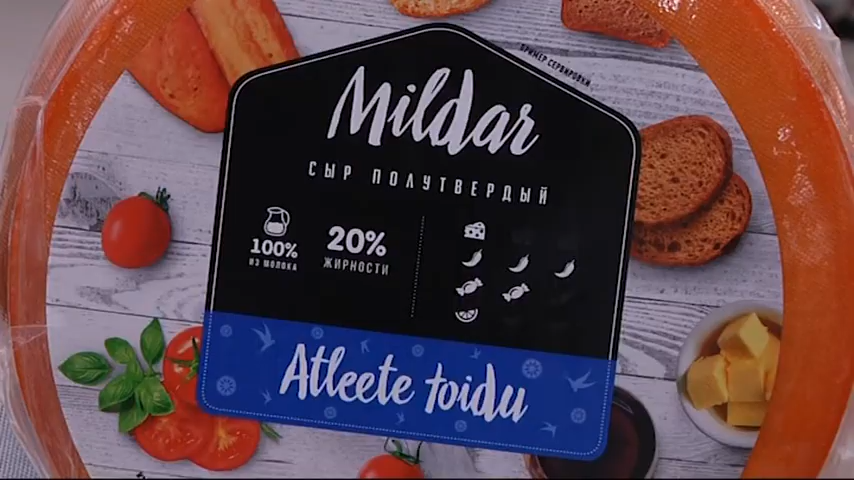 ПРИМЕР СЕРВИРОВКИ
Mildar
СЫР ПОЛУТВЕРДЫЙ
100%
ИЗ МОЛОКА
20%
ЖИРНОСТИ
Atleete toidu